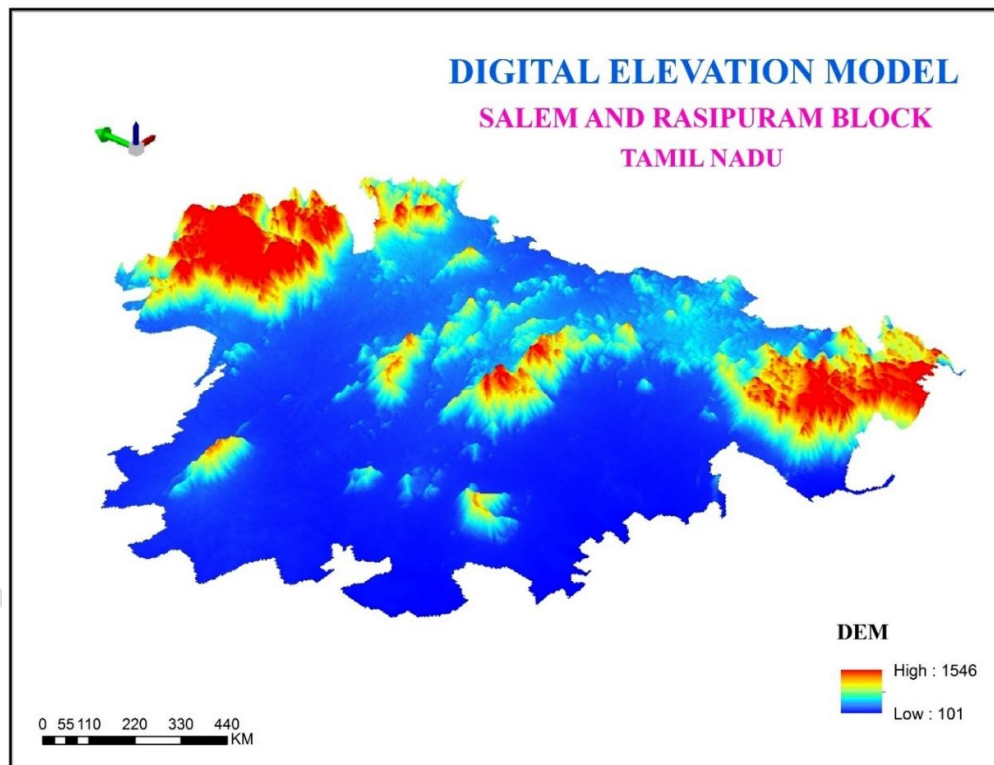 DIGITAL ELEVATION MODEL
SALEM AND RASIPURAM BLOCK
TAMIL NADU
DEM
High : 1546
Low : 101
0 55 110 220 330 440
KM